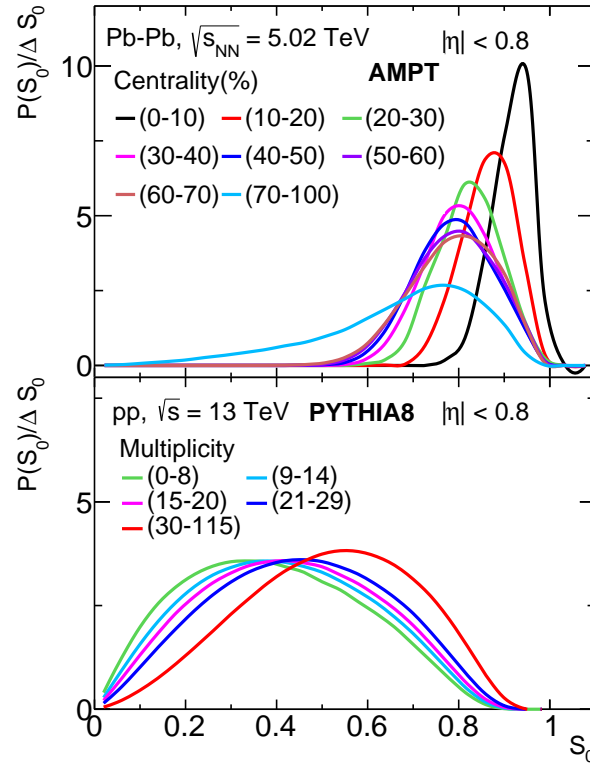 Pb-Pb, √s_NN = 5.02 TeV |η| < 0.8
AMPT
Centrality(%)
(0-10) (10-20) (20-30)
(30-40) (40-50) (50-60)
(60-70) (70-100)
P(S_0)/Δ S_0
10
5
0
pp, √s = 13 TeV PYTHIA8 |η| < 0.8
Multiplicity
(0-8) (9-14)
(15-20) (21-29)
(30-115)
P(S_0)/Δ S_0
5
0
0 0.2 0.4 0.6 0.8 1
S_0